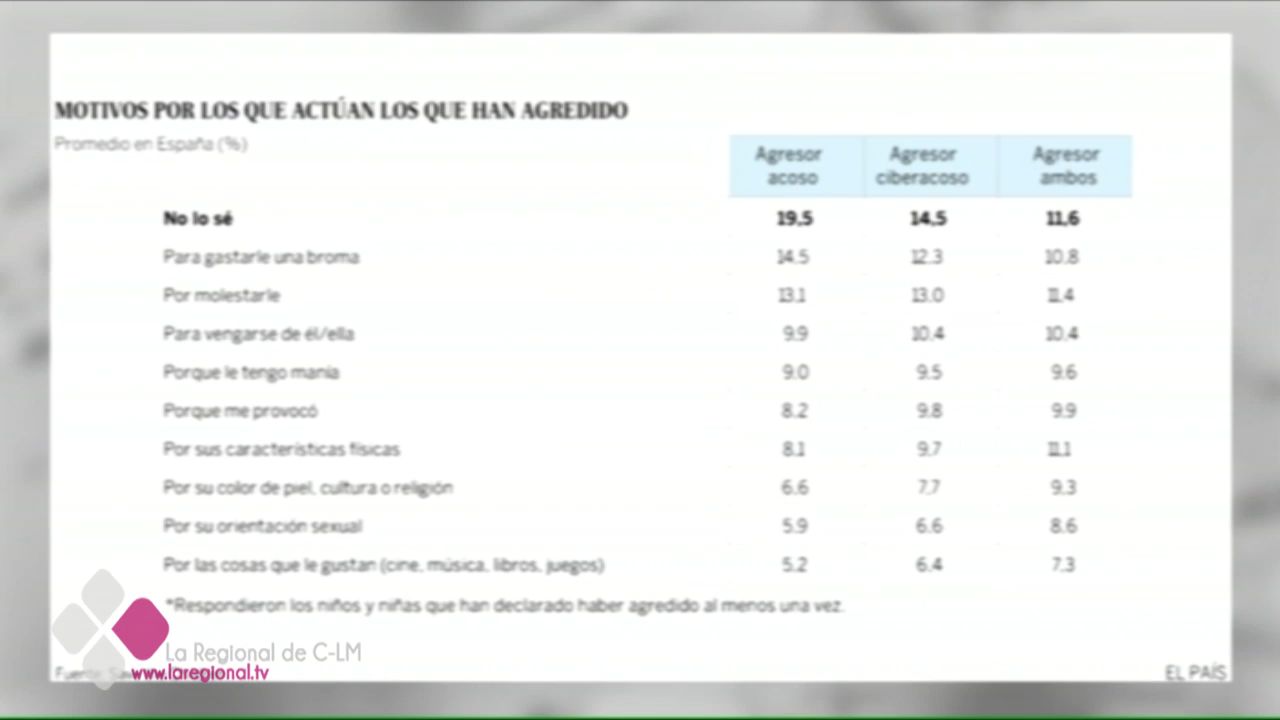 MOTIVOS POR LOS QUE ACTÚAN LOS QUE HAN AGREDIDO
Promedio en España (%)
Agresor acoso Agresor ciberacoso Agresor ambos
No lo sé 19,5 14,5 11,6
Para gastarle una broma 14,5 12,3 10,8
Por molestarle 13,1 13,0 11,4
Para vengarse de él/ella 9,9 10,4 10,4
Porque le tengo manía 9,0 9,5 9,6
Porque me provocó 8,2 9,8 9,9
Por sus características físicas 8,1 9,7 11,1
Por su color de piel, cultura o religión 6,6 7,7 9,3
Por su orientación sexual 5,9 6,6 8,6
Por las cosas que le gustan (cine, música, libros, juegos) 5,2 6,4 7,3
*Respondieron los niños y niñas que han declarado haber agredido al menos una vez.
La Regional de C-LM
www.laregional.tv
EL PAÍS